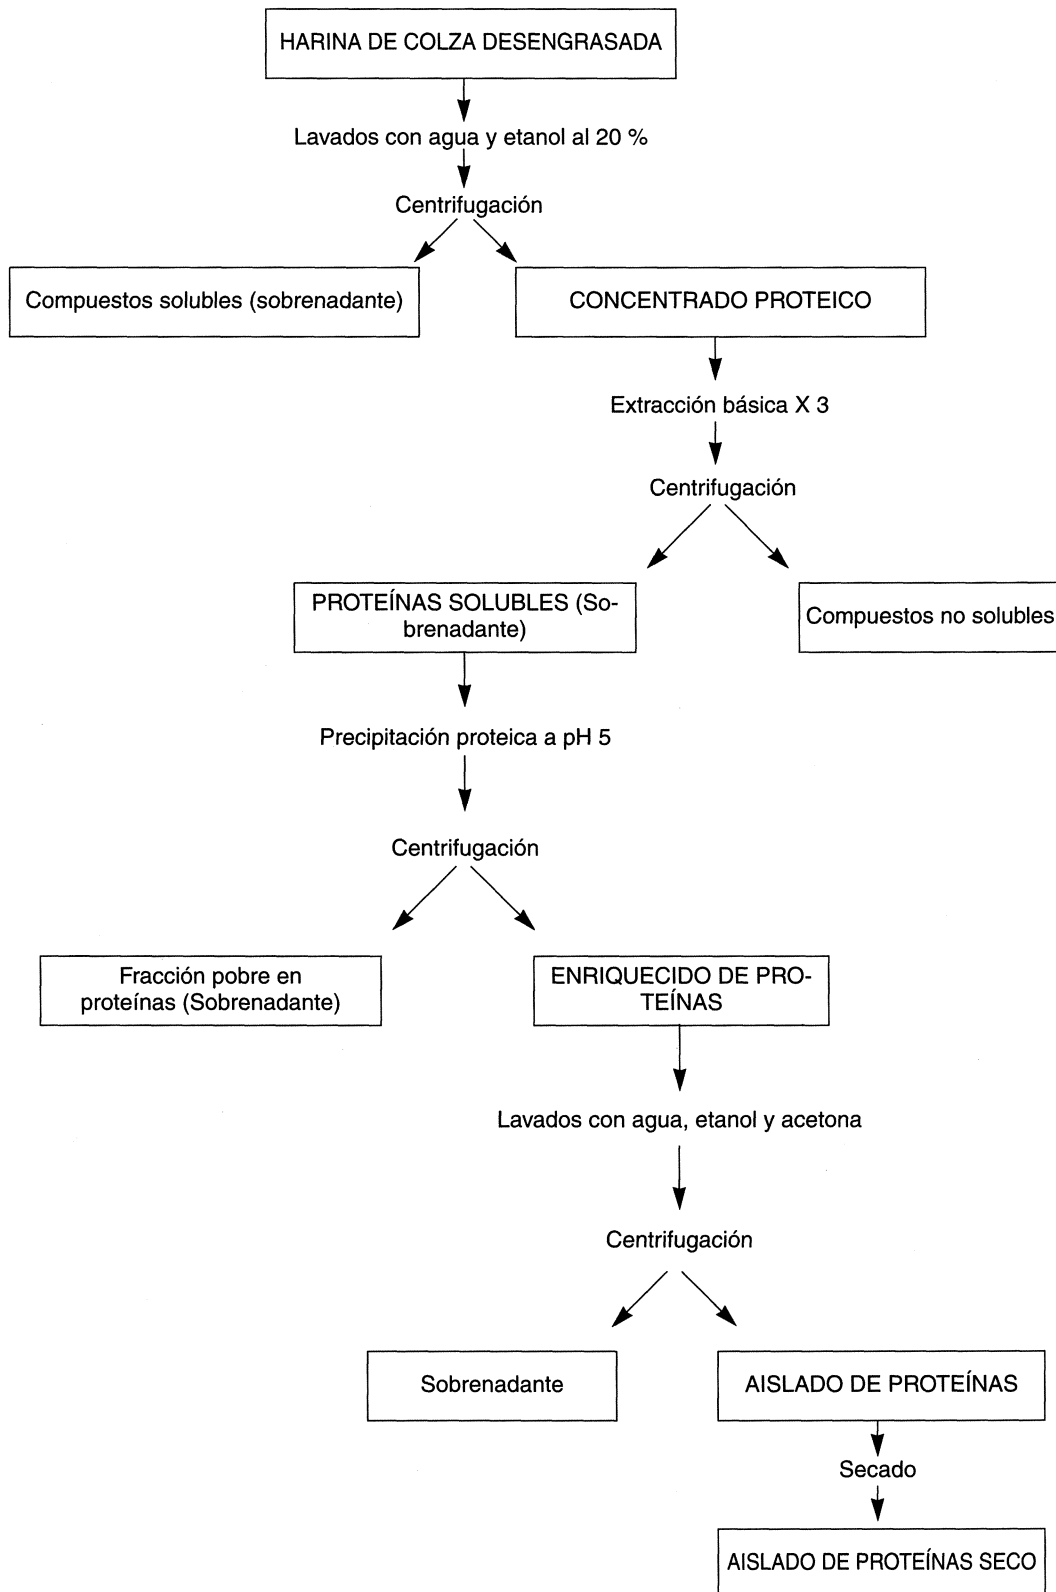 HARINA DE COLZA DESENGRASADA
Lavados con agua y etanol al 20 %
Centrifugación
Compuestos solubles (sobrenadante)
CONCENTRADO PROTEICO
Extracción básica X 3
Centrifugación
PROTEÍNAS SOLUBLES (So-
brenadante)
Compuestos no solubles
Precipitación proteica a pH 5
Centrifugación
Fracción pobre en
proteínas (Sobrenadante)
ENRIQUECIDO DE PRO-
TEÍNAS
Lavados con agua, etanol y acetona
Centrifugación
Sobrenadante
AISLADO DE PROTEÍNAS
Secado
AISLADO DE PROTEÍNAS SECO